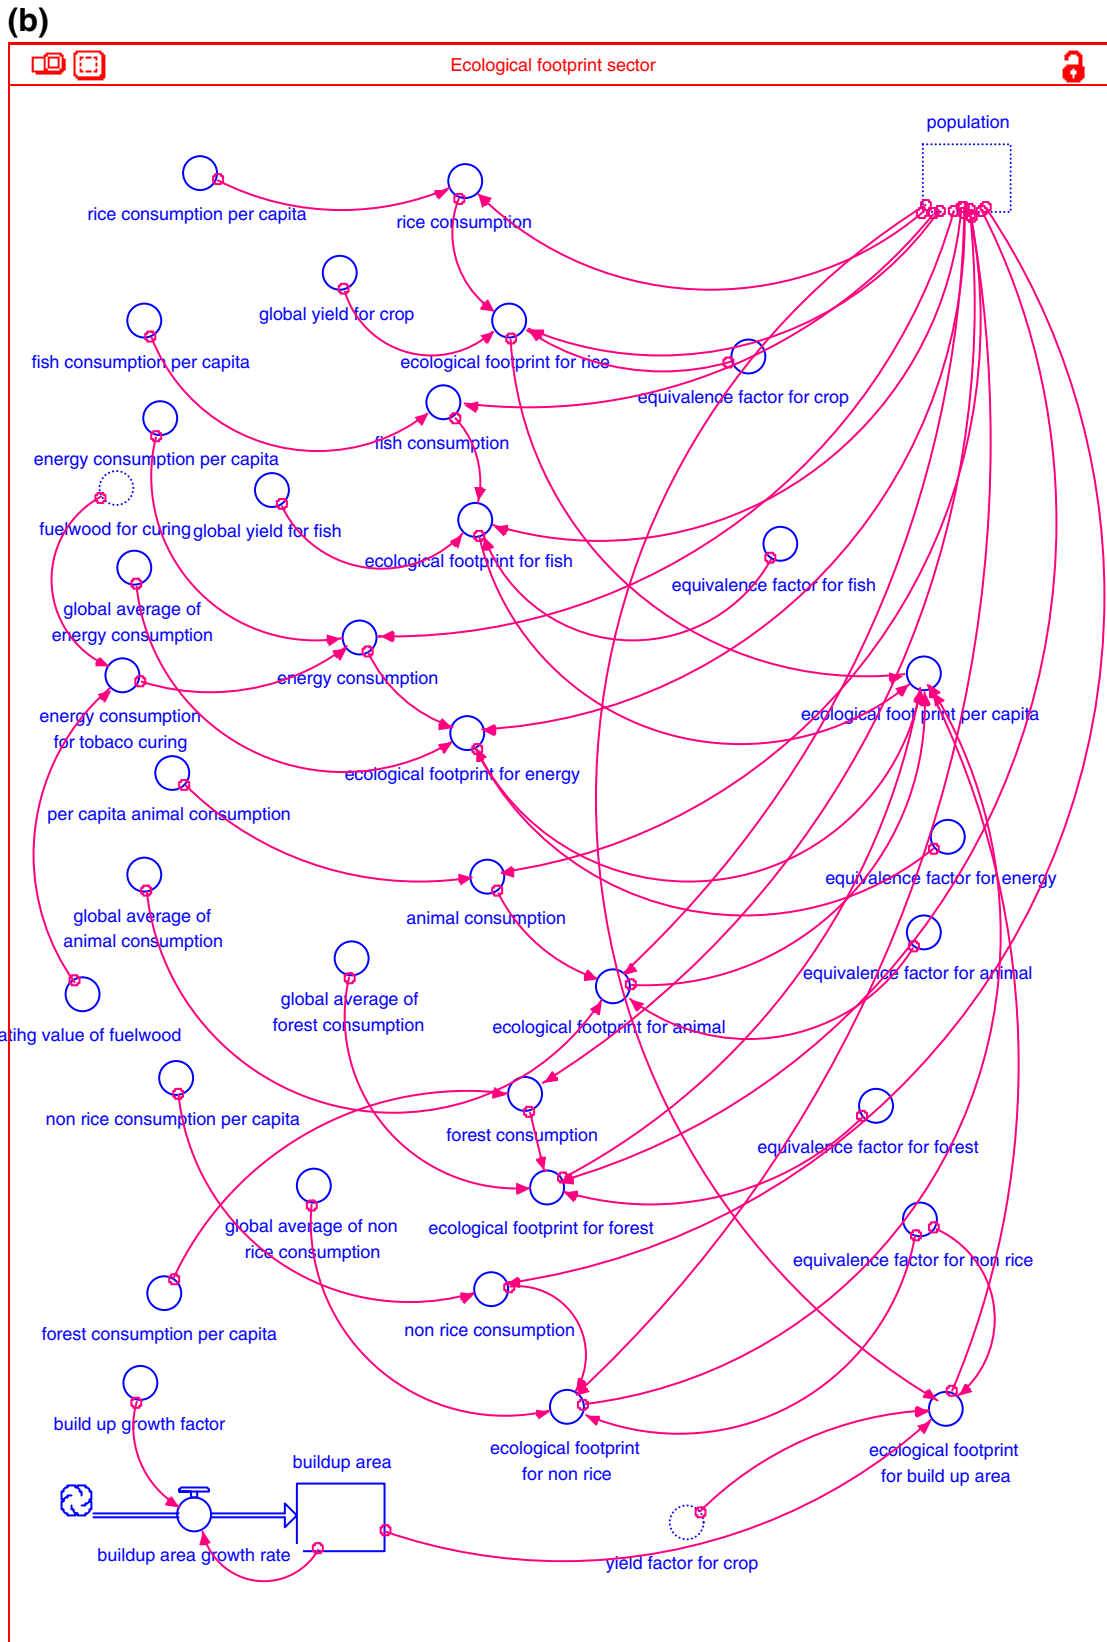 (b)
Ecological footprint sector
population
rice consumption per capita
rice consumption
global yield for crop
fish consumption per capita
ecological footprint for rice
equivalence factor for crop
fish consumption
energy consumption per capita
fuelwood for curing
global yield for fish
ecological footprint for fish
equivalence factor for fish
global average of
energy consumption
energy consumption
energy consumption
for tobaco curing
ecological foot print per capita
ecological footprint for energy
per capita animal consumption
equivalence factor for energy
global average of
animal consumption
animal consumption
equivalence factor for animal
global average of
forest consumption
ecological footprint for animal
atihg value of fuelwood
non rice consumption per capita
forest consumption
equivalence factor for forest
global average of non
rice consumption
ecological footprint for forest
equivalence factor for non rice
forest consumption per capita
non rice consumption
build up growth factor
ecological footprint
for non rice
ecological footprint
for build up area
buildup area
buildup area growth rate
yield factor for crop